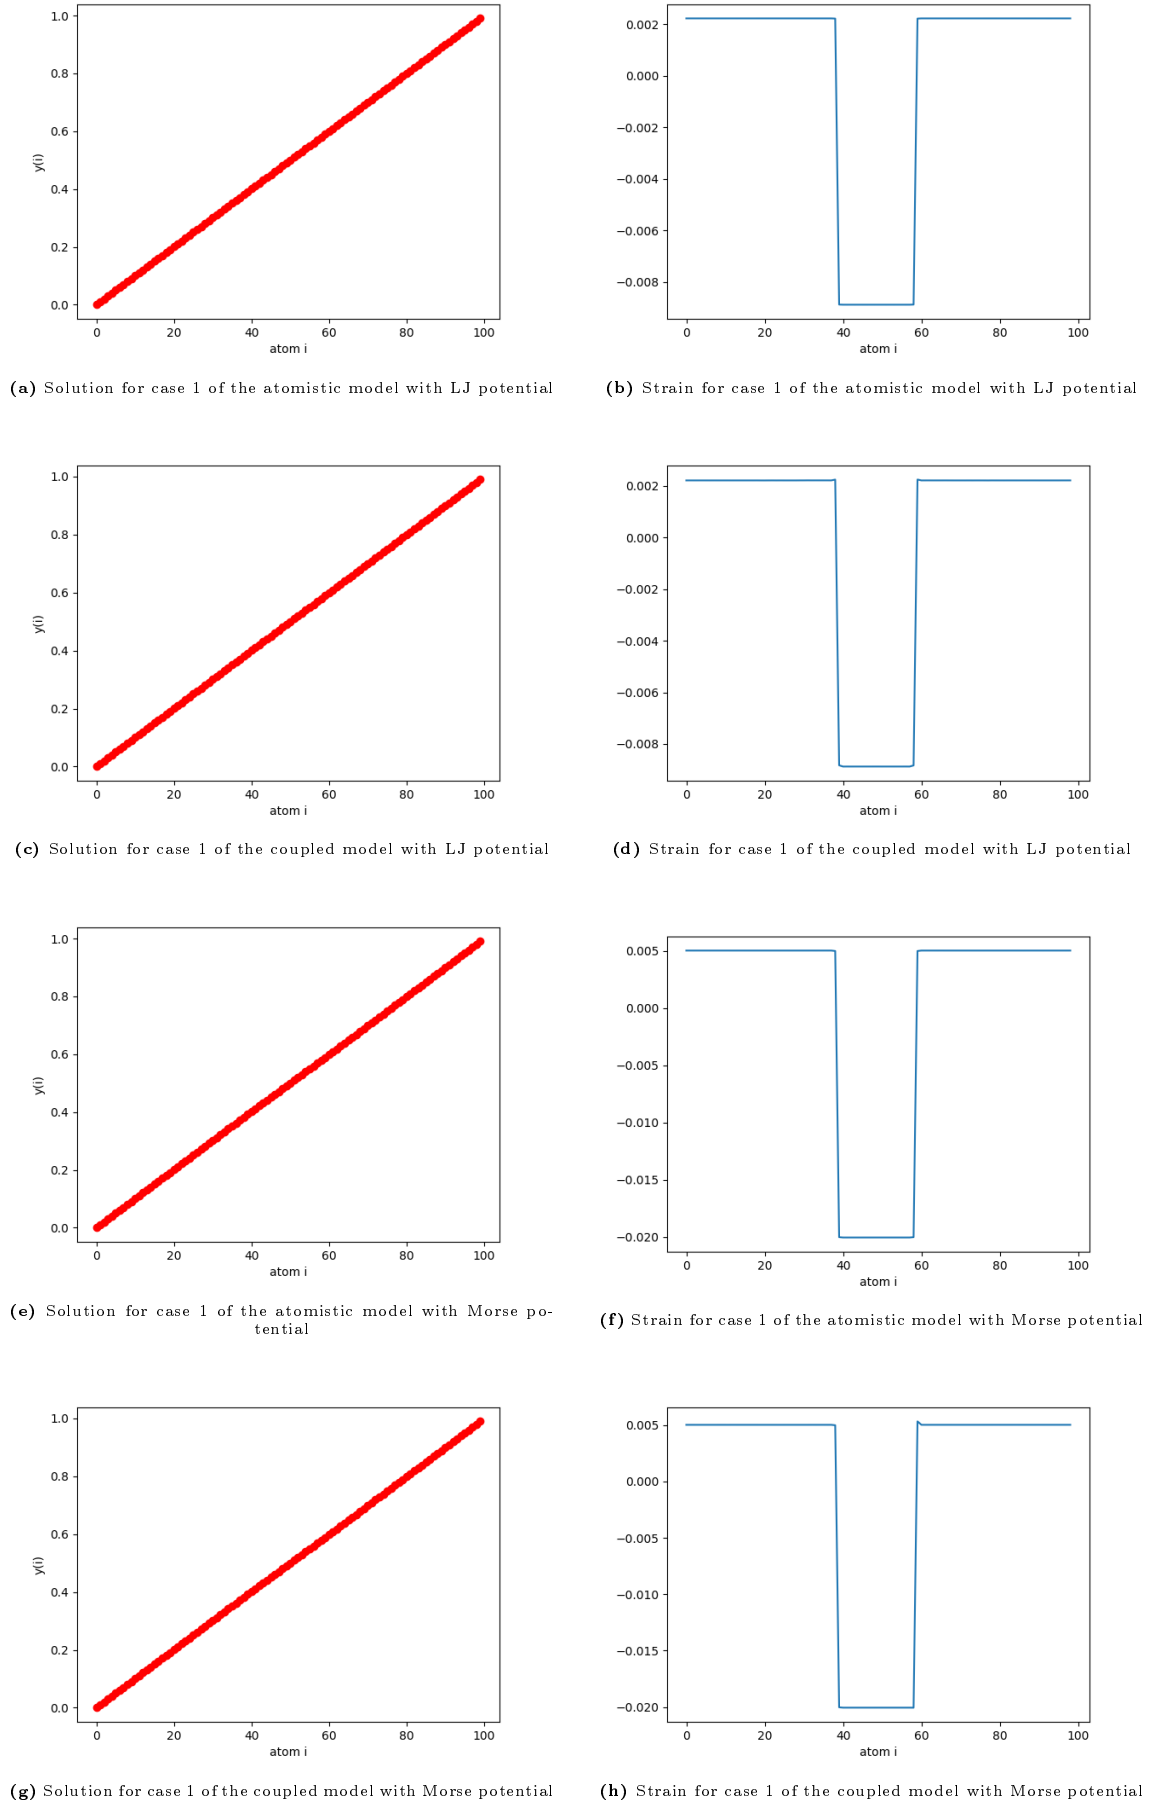 1.0
0.8
0.6
0.4
0.2
0.0
y(i)
0 20 40 60 80 100
atom i
0.002
0.000
−0.002
−0.004
−0.006
−0.008
0 20 40 60 80 100
atom i
(a) Solution for case 1 of the atomistic model with LJ potential
(b) Strain for case 1 of the atomistic model with LJ potential
1.0
0.8
0.6
0.4
0.2
0.0
y(i)
0 20 40 60 80 100
atom i
0.002
0.000
−0.002
−0.004
−0.006
−0.008
0 20 40 60 80 100
atom i
(c) Solution for case 1 of the coupled model with LJ potential
(d) Strain for case 1 of the coupled model with LJ potential
1.0
0.8
0.6
0.4
0.2
0.0
y(i)
0 20 40 60 80 100
atom i
0.005
0.000
−0.005
−0.010
−0.015
−0.020
0 20 40 60 80 100
atom i
(e) Solution for case 1 of the atomistic model with Morse po-
tential
(f) Strain for case 1 of the atomistic model with Morse potential
1.0
0.8
0.6
0.4
0.2
0.0
y(i)
0 20 40 60 80 100
atom i
0.005
0.000
−0.005
−0.010
−0.015
−0.020
0 20 40 60 80 100
atom i
(g) Solution for case 1 of the coupled model with Morse potential
(h) Strain for case 1 of the coupled model with Morse potential